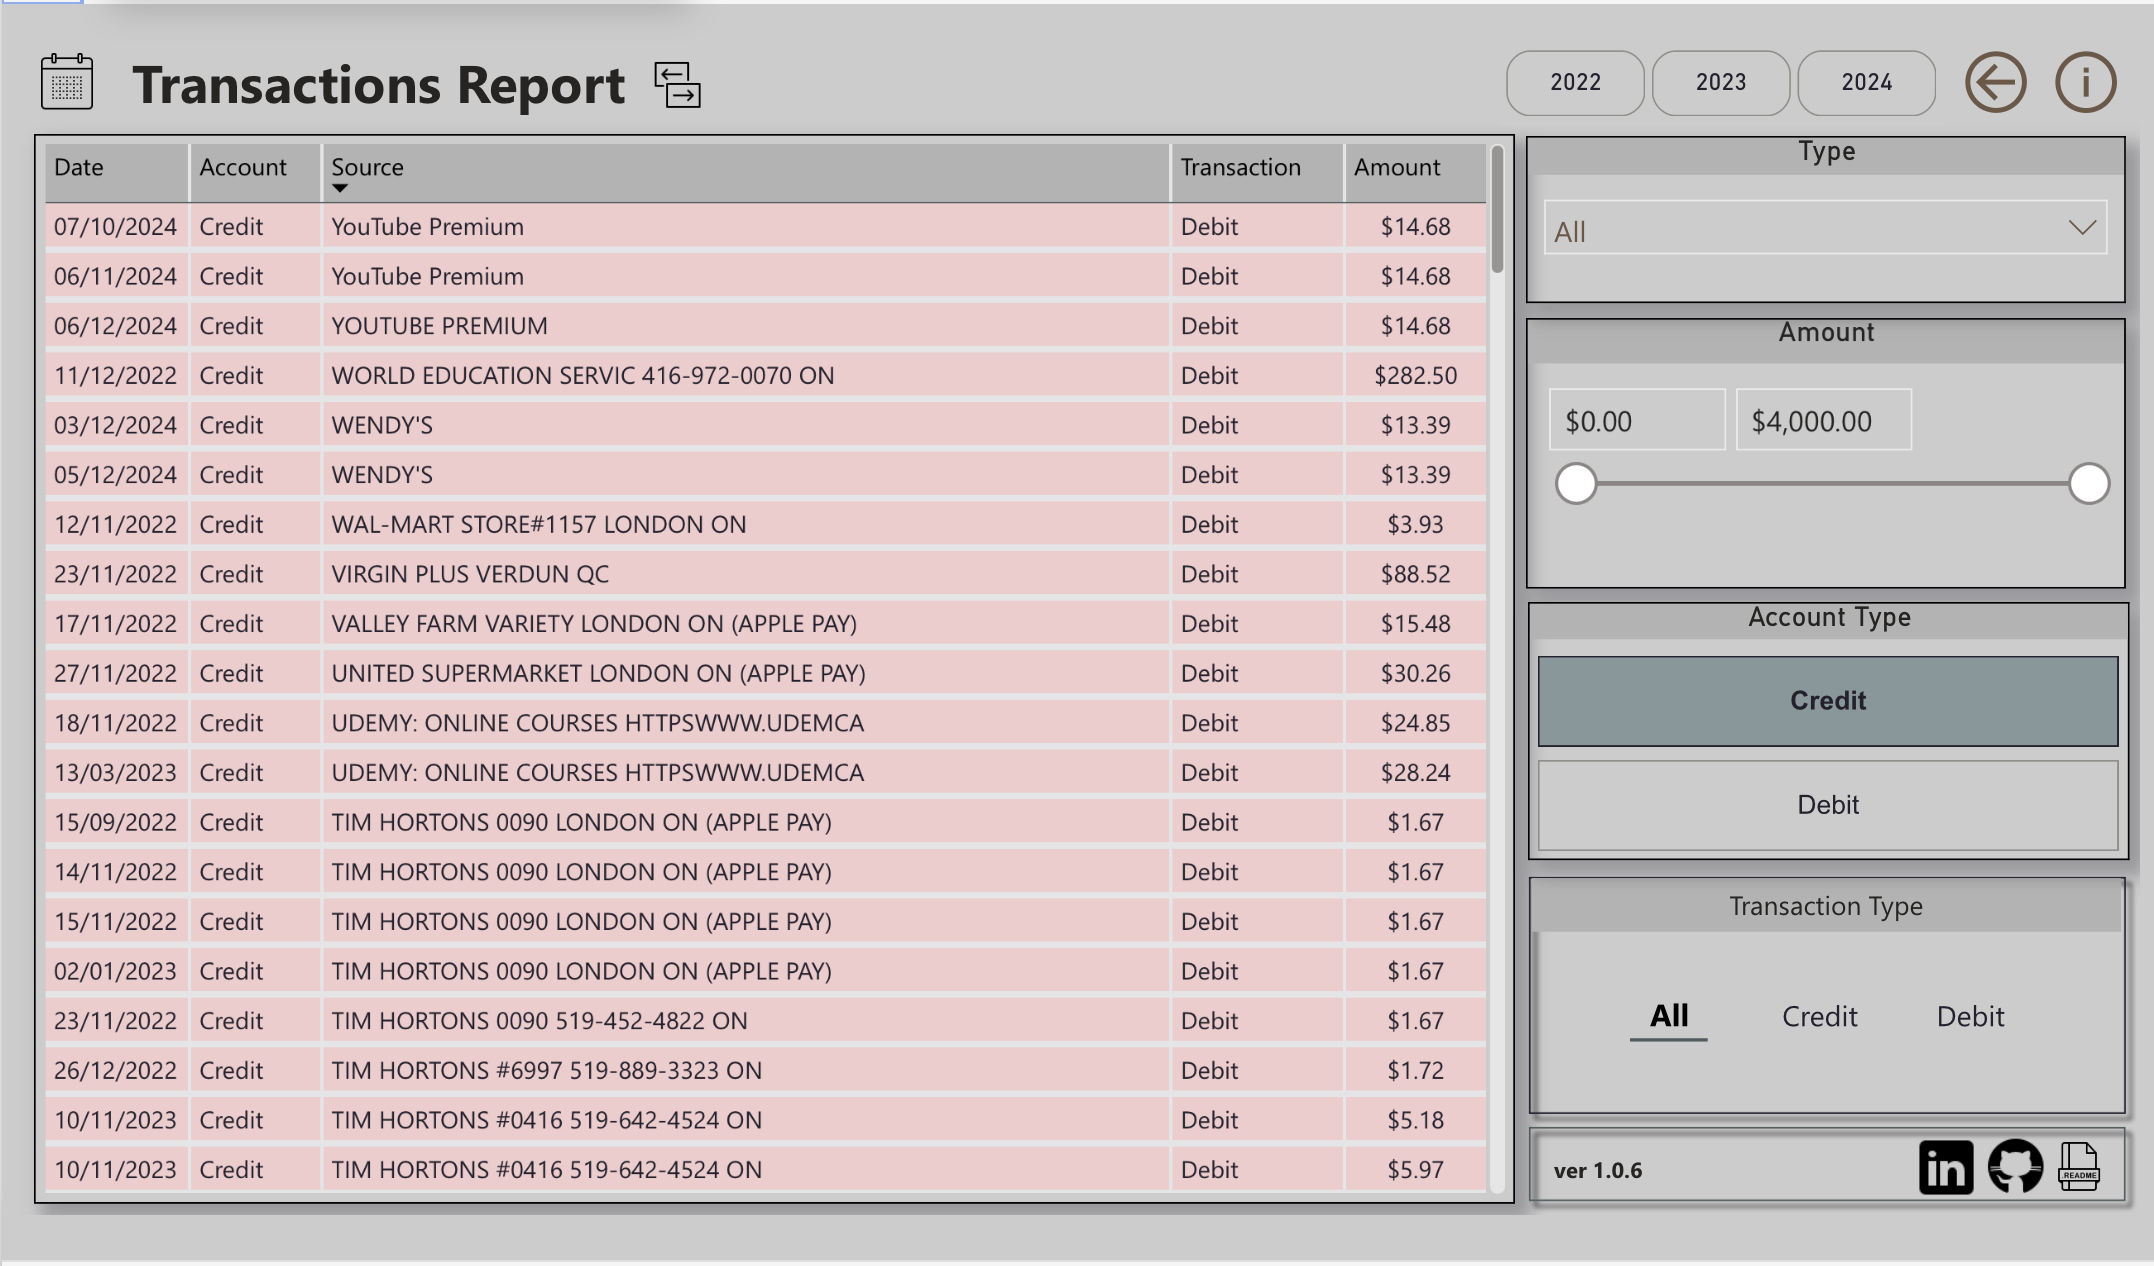 Transactions Report
2022 2023 2024 i
Date Account Source Transaction Amount
07/10/2024 Credit YouTube Premium Debit $14.68
06/11/2024 Credit YouTube Premium Debit $14.68
06/12/2024 Credit YOUTUBE PREMIUM Debit $14.68
11/12/2022 Credit WORLD EDUCATION SERVIC 416-972-0070 ON Debit $282.50
03/12/2024 Credit WENDY'S Debit $13.39
05/12/2024 Credit WENDY'S Debit $13.39
12/11/2022 Credit WAL-MART STORE#1157 LONDON ON Debit $3.93
23/11/2022 Credit VIRGIN PLUS VERDUN QC Debit $88.52
17/11/2022 Credit VALLEY FARM VARIETY LONDON ON (APPLE PAY) Debit $15.48
27/11/2022 Credit UNITED SUPERMARKET LONDON ON (APPLE PAY) Debit $30.26
18/11/2022 Credit UDEMY: ONLINE COURSES HTTPSWWW.UDEMCA Debit $24.85
13/03/2023 Credit UDEMY: ONLINE COURSES HTTPSWWW.UDEMCA Debit $28.24
15/09/2022 Credit TIM HORTONS 0090 LONDON ON (APPLE PAY) Debit $1.67
14/11/2022 Credit TIM HORTONS 0090 LONDON ON (APPLE PAY) Debit $1.67
15/11/2022 Credit TIM HORTONS 0090 LONDON ON (APPLE PAY) Debit $1.67
02/01/2023 Credit TIM HORTONS 0090 LONDON ON (APPLE PAY) Debit $1.67
23/11/2022 Credit TIM HORTONS 0090 519-452-4822 ON Debit $1.67
26/12/2022 Credit TIM HORTONS #6997 519-889-3323 ON Debit $1.72
10/11/2023 Credit TIM HORTONS #0416 519-642-4524 ON Debit $5.18
10/11/2023 Credit TIM HORTONS #0416 519-642-4524 ON Debit $5.97
Type
All
Amount
$0.00 $4,000.00
Account Type
Credit
Debit
Transaction Type
All Credit Debit
ver 1.0.6 in README